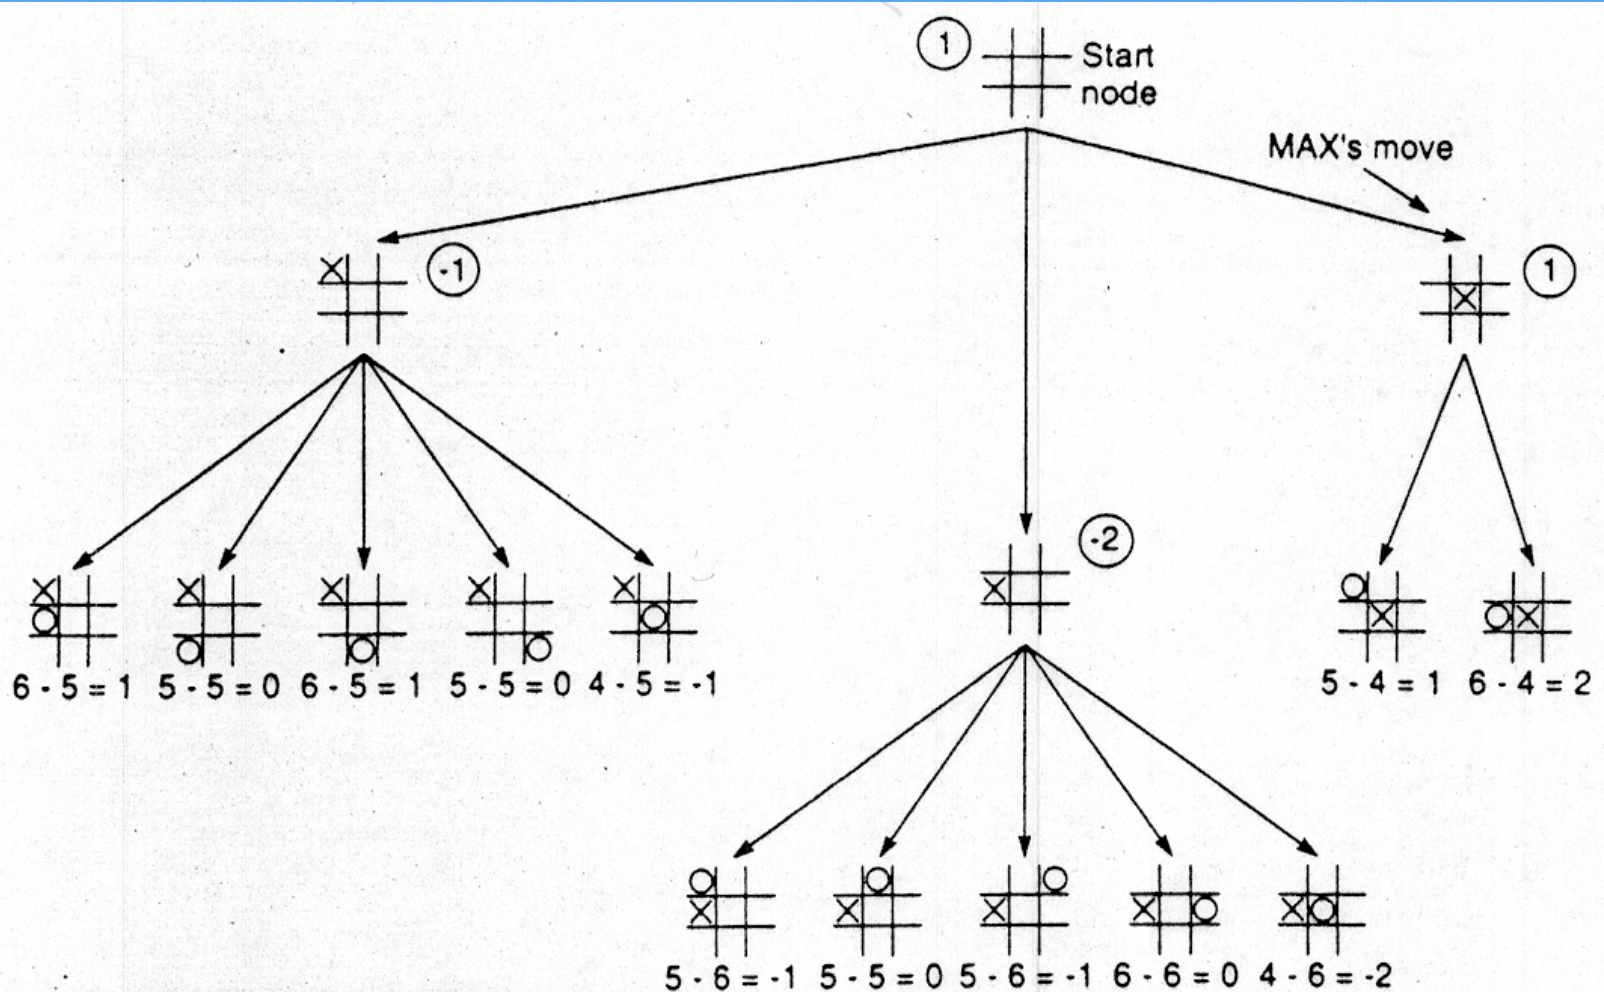 1
Start
node
MAX's move
-1
1
-2
6 - 5 = 1
5 - 5 = 0
6 - 5 = 1
5 - 5 = 0
4 - 5 = -1
5 - 4 = 1
6 - 4 = 2
5 - 6 = -1
5 - 5 = 0
5 - 6 = -1
6 - 6 = 0
4 - 6 = -2